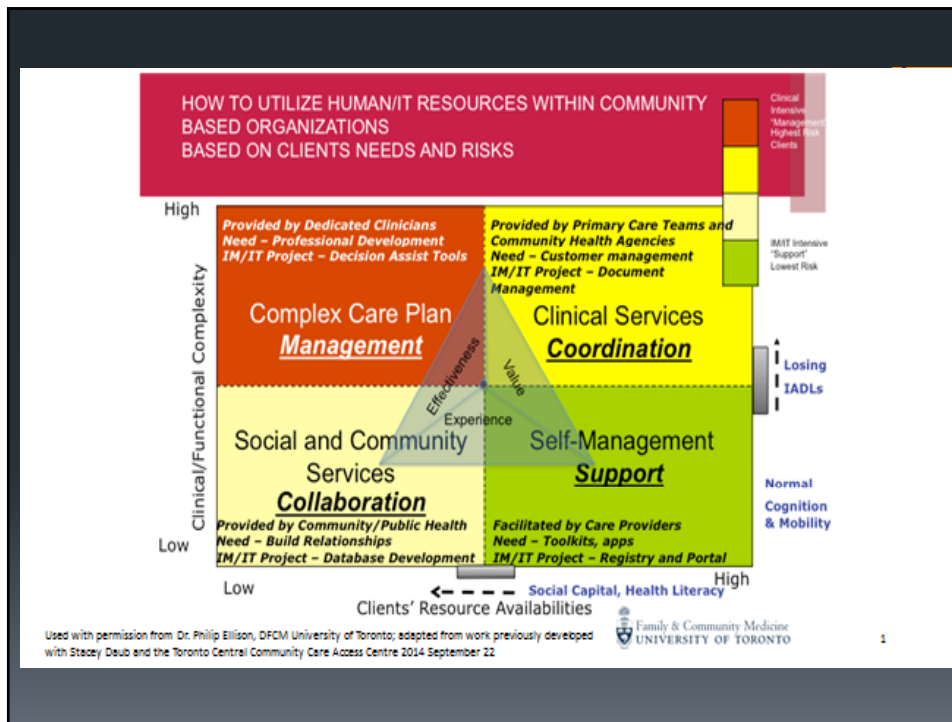 HOW TO UTILIZE HUMAN/IT RESOURCES WITHIN COMMUNITY
BASED ORGANIZATIONS
BASED ON CLIENTS NEEDS AND RISKS
Clinical
Intensive
"Management"
Highest Risk
Clients
IM/IT Intensive
"Support"
Lowest Risk
High
Clinical/Functional Complexity
Low
Provided by Dedicated Clinicians
Need – Professional Development
IM/IT Project – Decision Assist Tools
Complex Care Plan
Management
Provided by Primary Care Teams and
Community Health Agencies
Need – Customer management
IM/IT Project – Document
Management
Clinical Services
Coordination
Effectiveness
Value
Experience
Losing
IADLs
Social and Community
Services
Collaboration
Provided by Community/Public Health
Need – Build Relationships
IM/IT Project – Database Development
Self-Management
Support
Facilitated by Care Providers
Need – Toolkits, apps
IM/IT Project – Registry and Portal
Normal
Cognition
& Mobility
Low
High
Social Capital, Health Literacy
Clients' Resource Availabilities
Family & Community Medicine
UNIVERSITY OF TORONTO
Used with permission from Dr. Philip Ellison, DFCM University of Toronto; adapted from work previously developed
with Stacey Daub and the Toronto Central Community Care Access Centre 2014 September 22
1